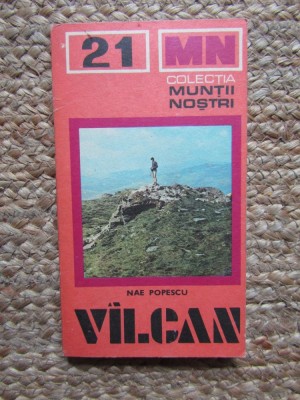 21 MN
COLECȚIA
MUNȚII
NOȘTRI
NAE POPESCU
VÎLCAN